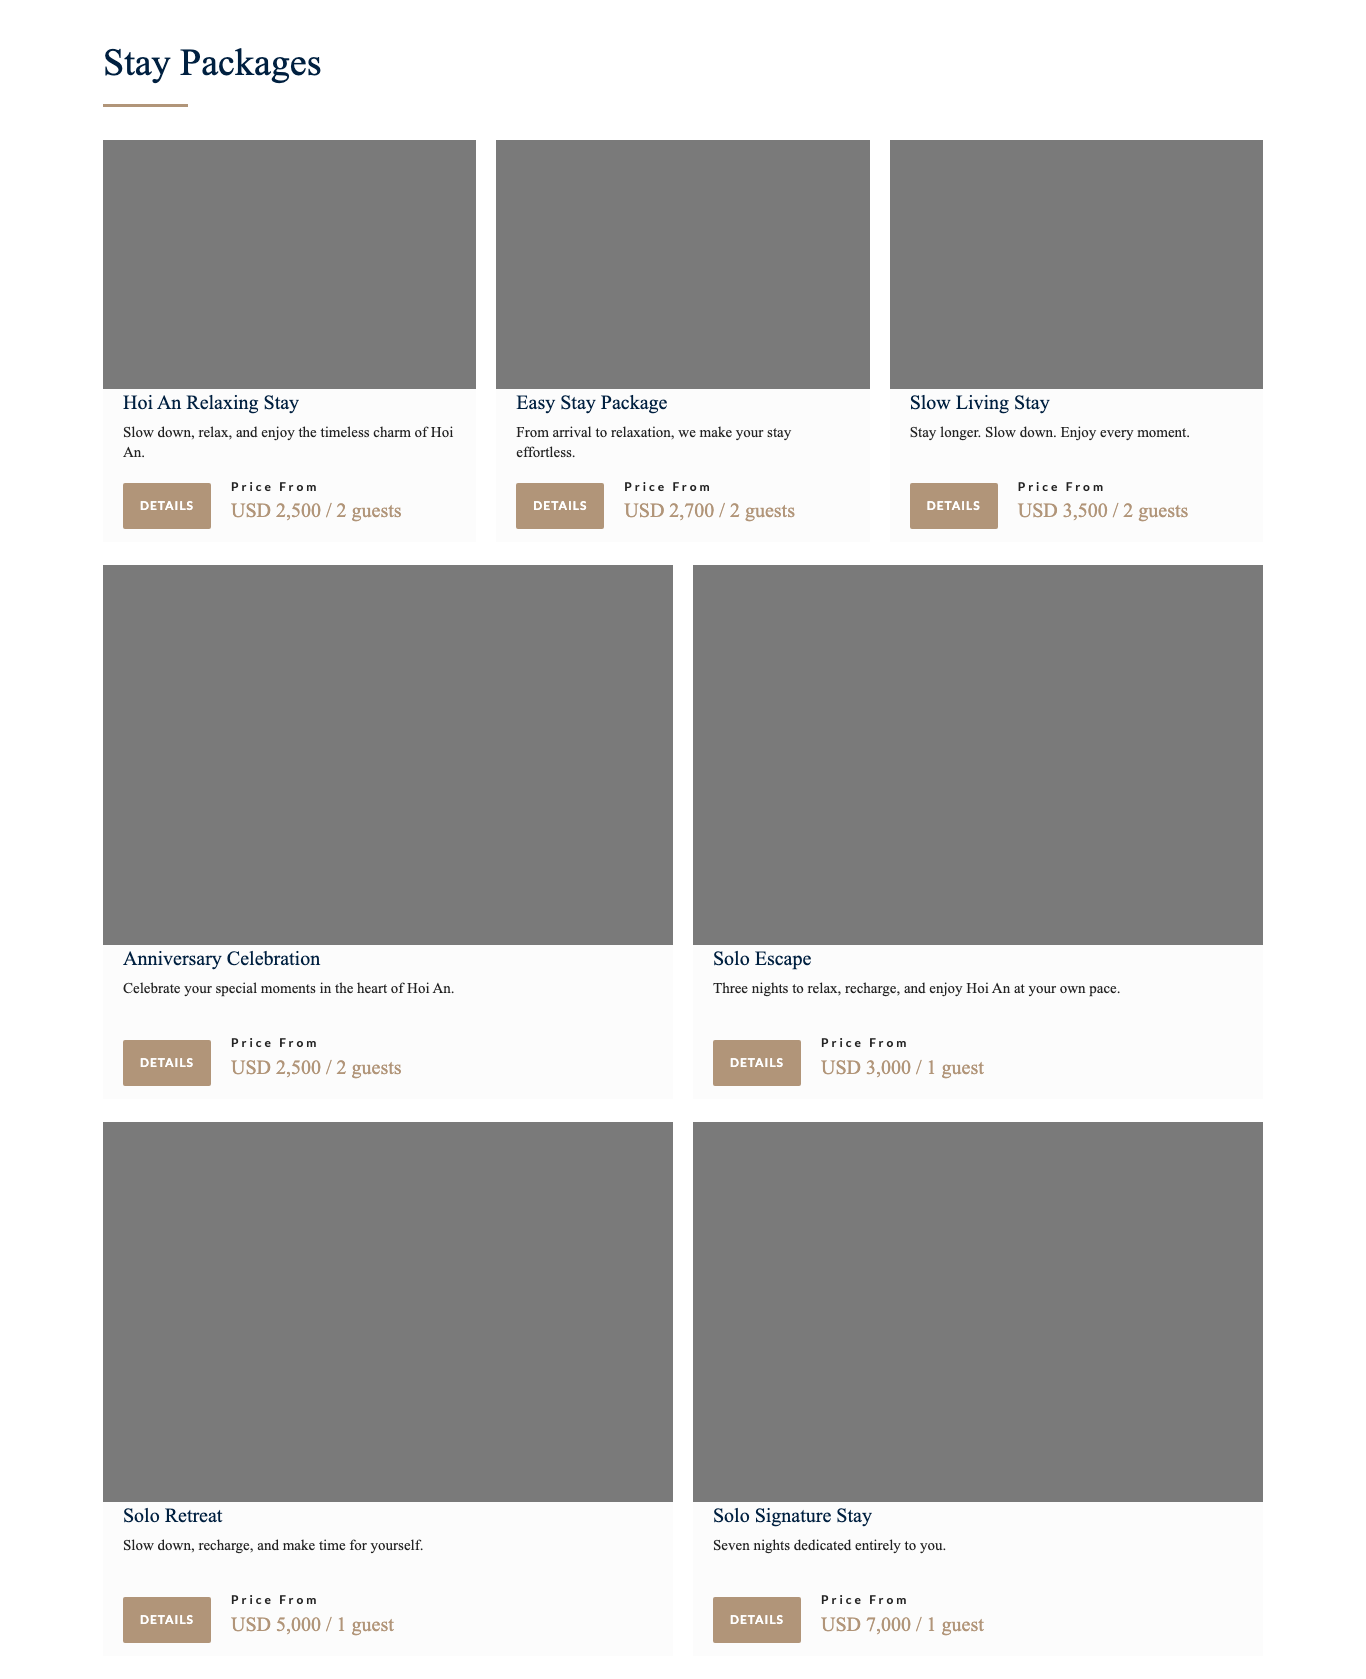 Stay Packages
Hoi An Relaxing Stay
Slow down, relax, and enjoy the timeless charm of Hoi
An.
DETAILS
Price From
USD 2,500 / 2 guests
Easy Stay Package
From arrival to relaxation, we make your stay
effortless.
DETAILS
Price From
USD 2,700 / 2 guests
Slow Living Stay
Stay longer. Slow down. Enjoy every moment.
DETAILS
Price From
USD 3,500 / 2 guests
Anniversary Celebration
Celebrate your special moments in the heart of Hoi An.
DETAILS
Price From
USD 2,500 / 2 guests
Solo Escape
Three nights to relax, recharge, and enjoy Hoi An at your own pace.
DETAILS
Price From
USD 3,000 / 1 guest
Solo Retreat
Slow down, recharge, and make time for yourself.
DETAILS
Price From
USD 5,000 / 1 guest
Solo Signature Stay
Seven nights dedicated entirely to you.
DETAILS
Price From
USD 7,000 / 1 guest